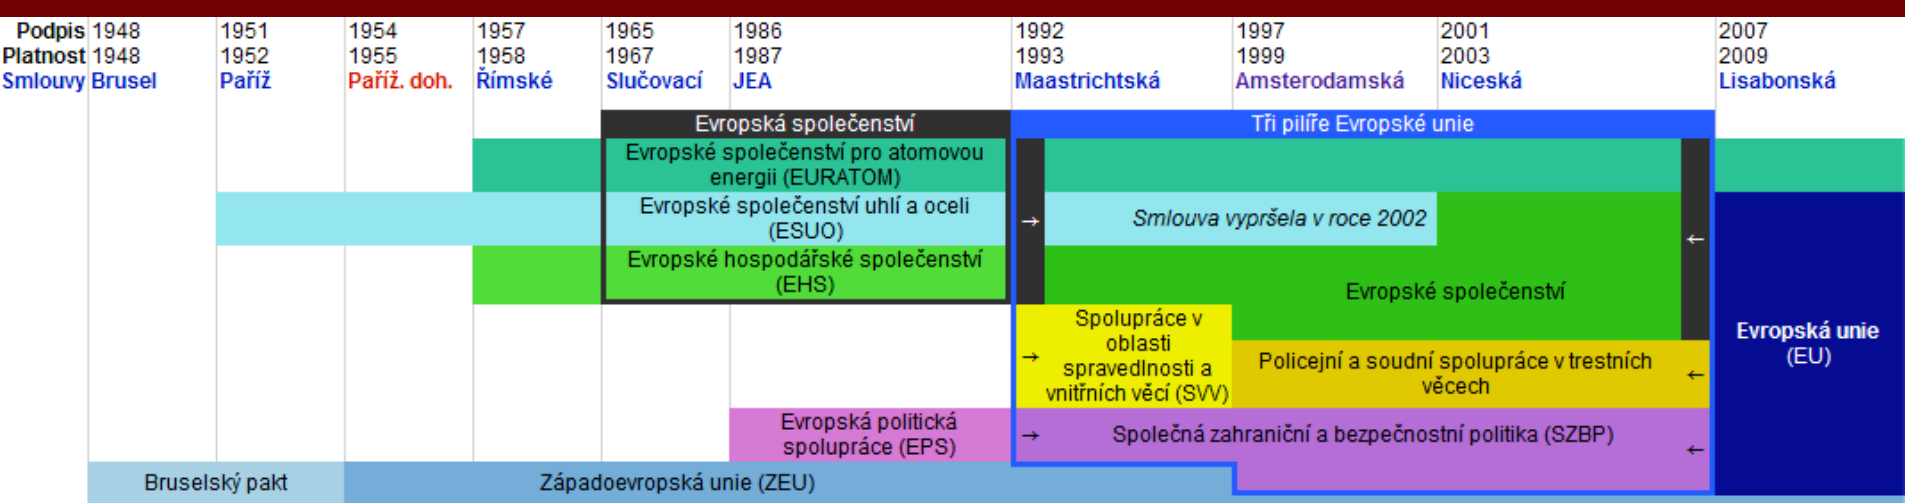 Podpis 1948 1951 1954 1957 1965 1986 1992 1997 2001 2007
Platnost 1948 1952 1955 1958 1967 1987 1993 1999 2003 2009
Smlouvy Brusel Paříž Paříž. doh. Římské Slučovací JEA Maastrichtská Amsterodamská Niceská Lisabonská
Evropská společenství
Tři pilíře Evropské unie
Evropské společenství pro atomovou
energii (EURATOM)
Evropské společenství uhlí a oceli
(ESUO)
→
Smlouva vypršela v roce 2002
←
Evropské hospodářské společenství
(EHS)
Evropské společenství
Spolupráce v
oblasti
spravedlnosti a
vnitřních věcí (SVV)
→
Policejní a soudní spolupráce v trestních
věcech
←
Evropská unie
(EU)
Evropská politická
spolupráce (EPS)
→
Společná zahraniční a bezpečnostní politika (SZBP)
←
Bruselský pakt
Západoevropská unie (ZEU)